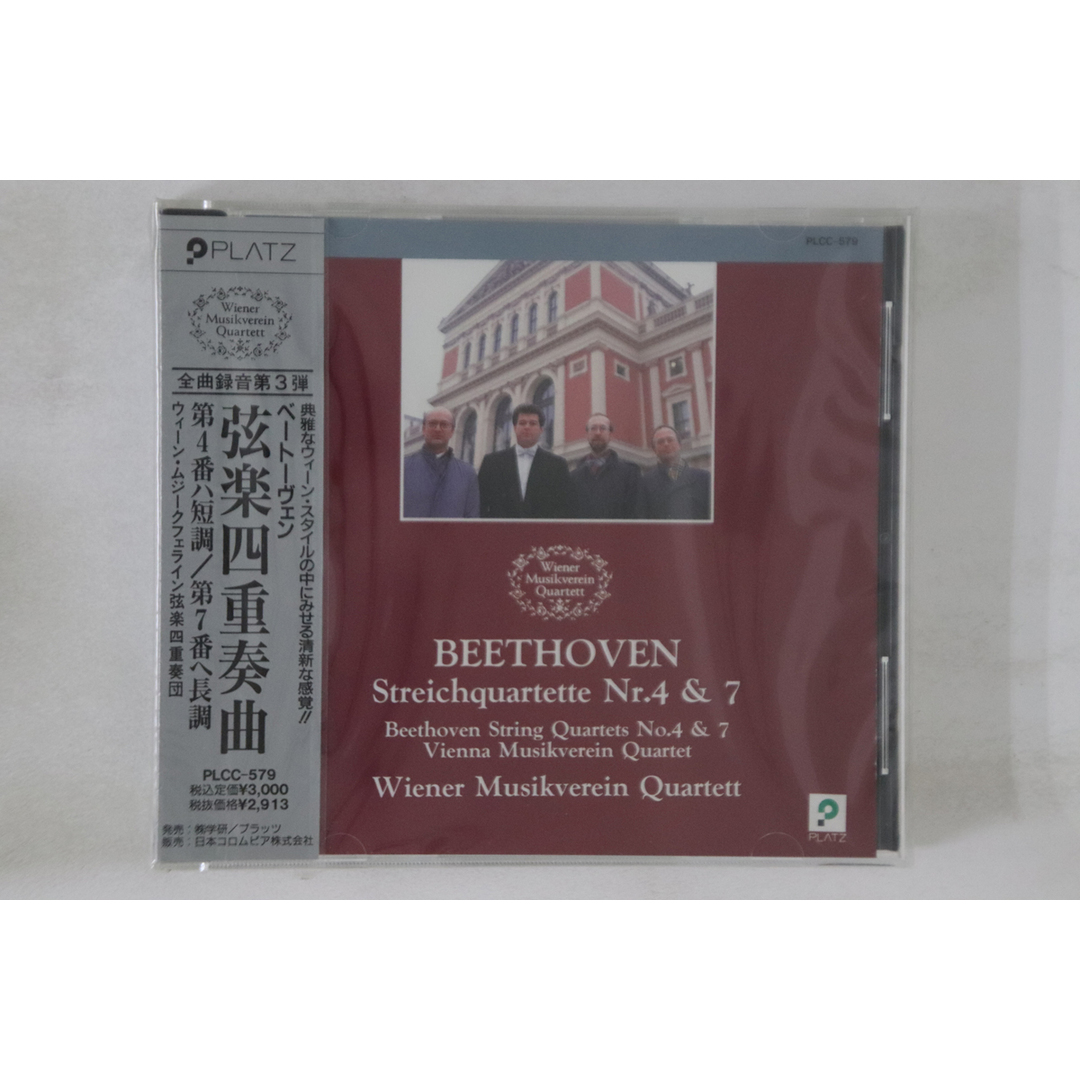 PLATZ
Wiener
Musikverein
Quartett
全曲録音第3弾
典雅なウィーン・スタイルの中にみせる清新な感覚!!
ベートーヴェン
弦楽四重奏曲
第4番ハ短調/第7番ヘ長調
ウィーン・ムジークフェライン弦楽四重奏団
PLCC-579
税込定価¥3,000
税抜価格¥2,913
発売:㈱学研/プラッツ
販売:日本コロムビア株式会社
PLCC-579
Wiener
Musikverein
Quartett
BEETHOVEN
Streichquartette Nr.4 & 7
Beethoven String Quartets No.4 & 7
Vienna Musikverein Quartet
Wiener Musikverein Quartett
PLATZ